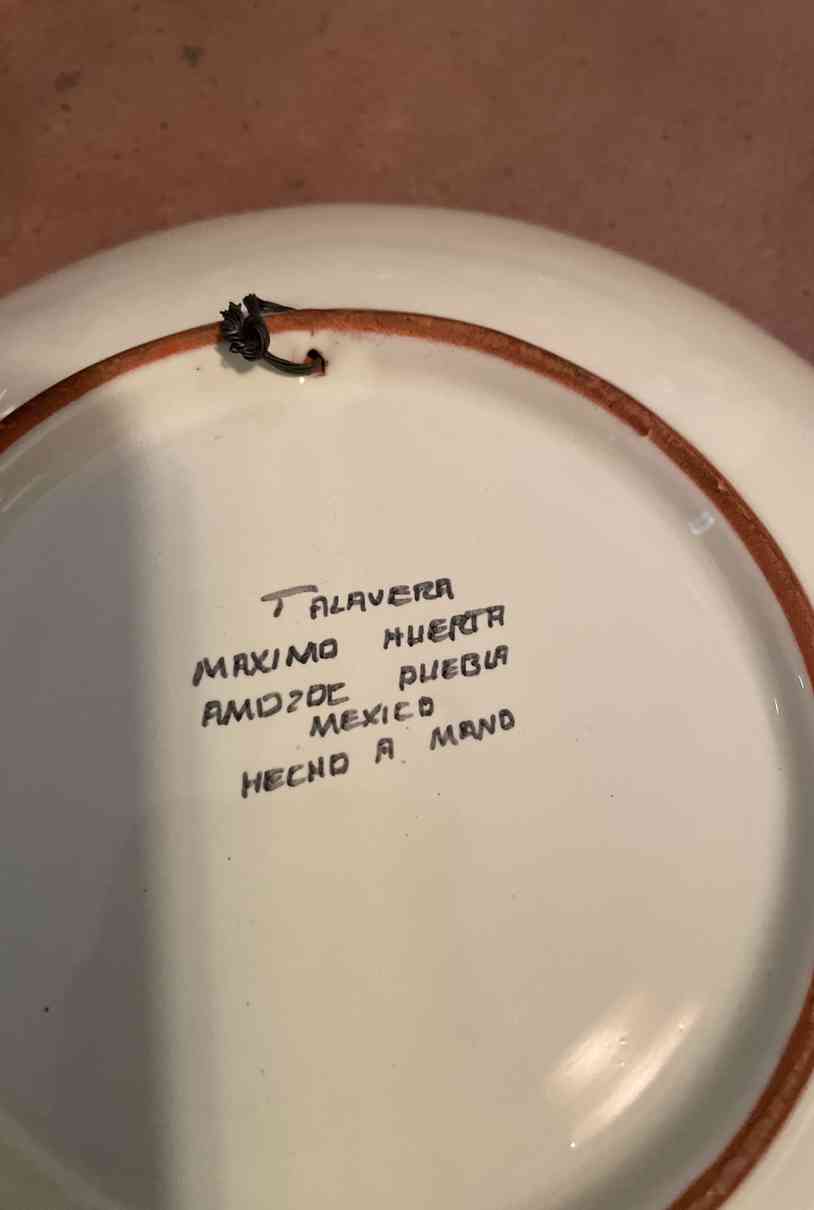 TALAVERA
MAXIMO HUERTA
AMOZOC PUEBLA
MEXICO
HECHO A MANO